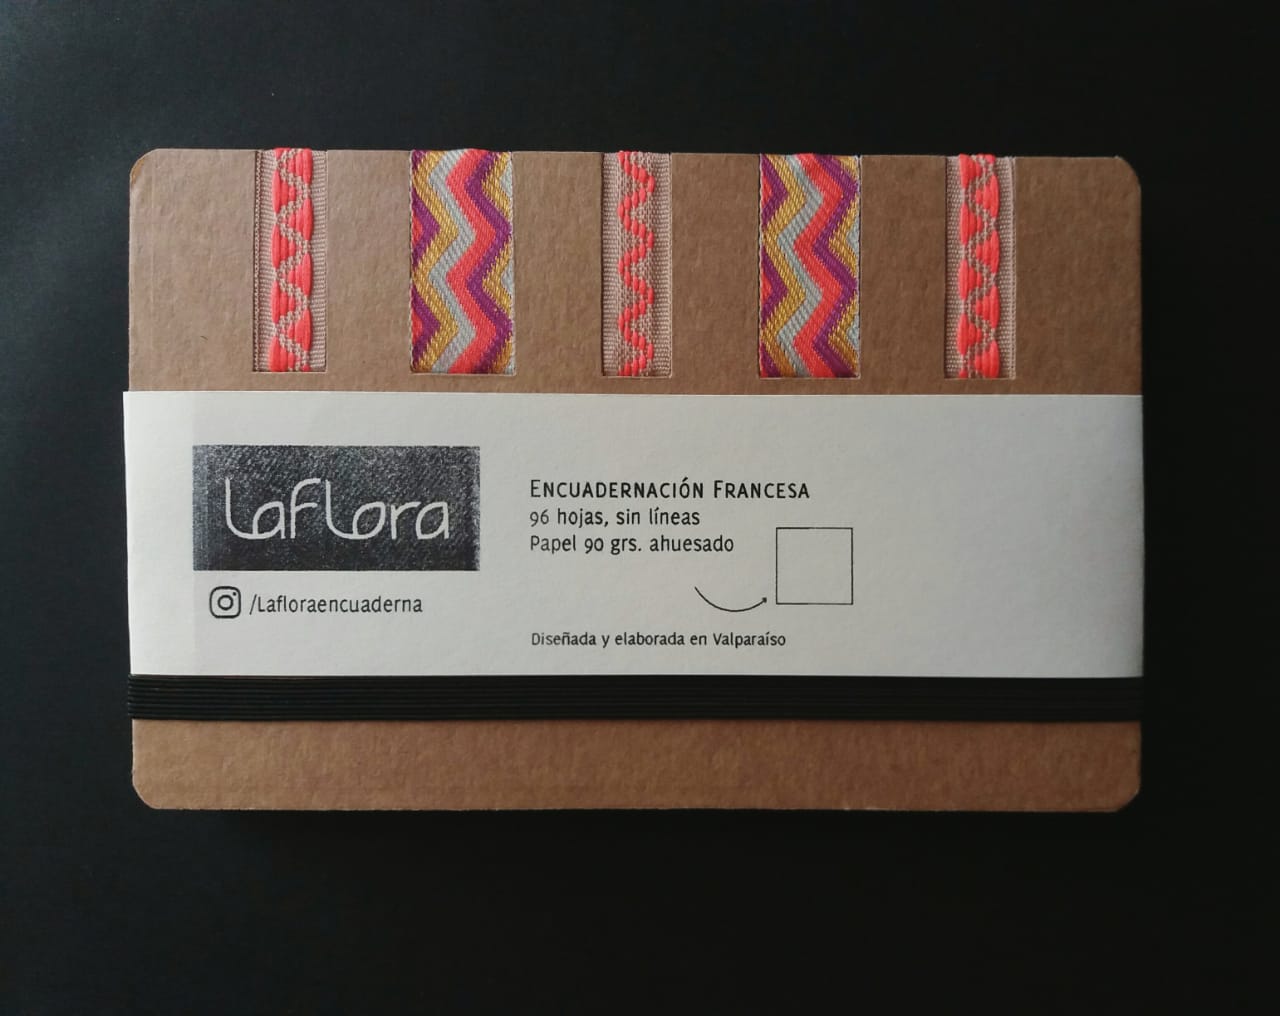 LaFlora
/Lafloraencuaderna
Encuadernación Francesa
96 hojas, sin líneas
Papel 90 grs. ahuesado
Diseñada y elaborada en Valparaíso